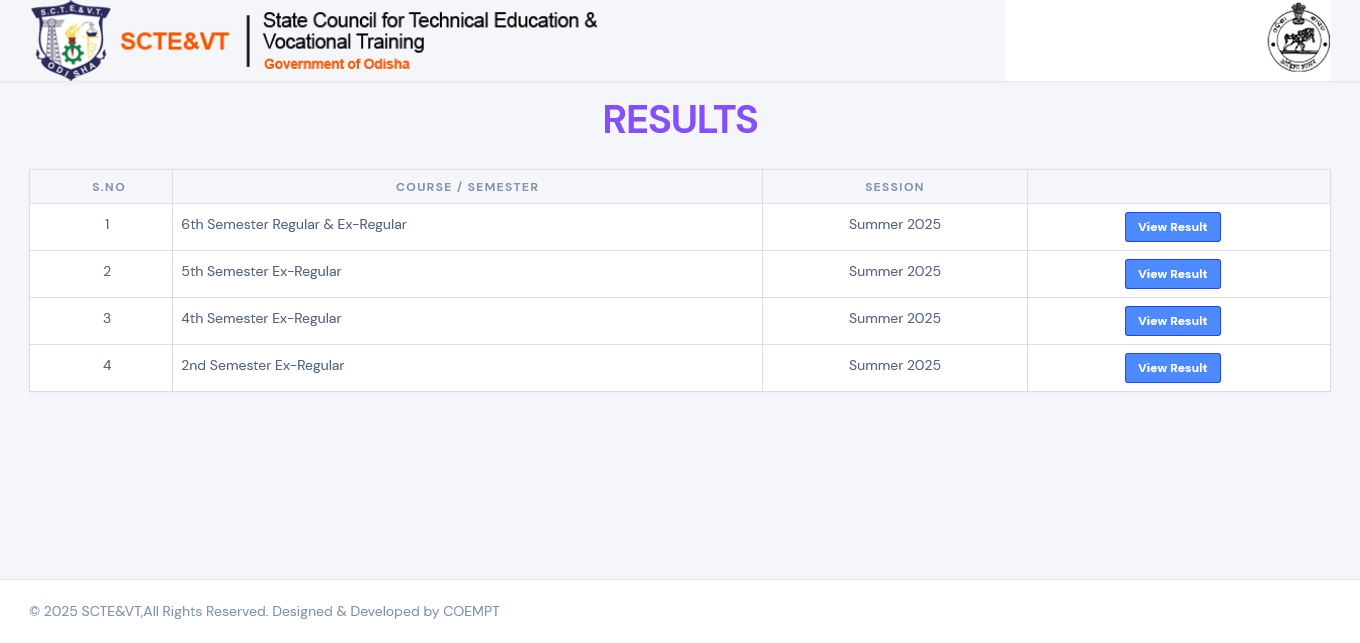 S.C.T.E.&V.T.
ODISHA
SCTE&VT
State Council for Technical Education &
Vocational Training
Government of Odisha
RESULTS
S.NO COURSE / SEMESTER SESSION
1 6th Semester Regular & Ex-Regular Summer 2025 View Result
2 5th Semester Ex-Regular Summer 2025 View Result
3 4th Semester Ex-Regular Summer 2025 View Result
4 2nd Semester Ex-Regular Summer 2025 View Result
© 2025 SCTE&VT,All Rights Reserved. Designed & Developed by COEMPT